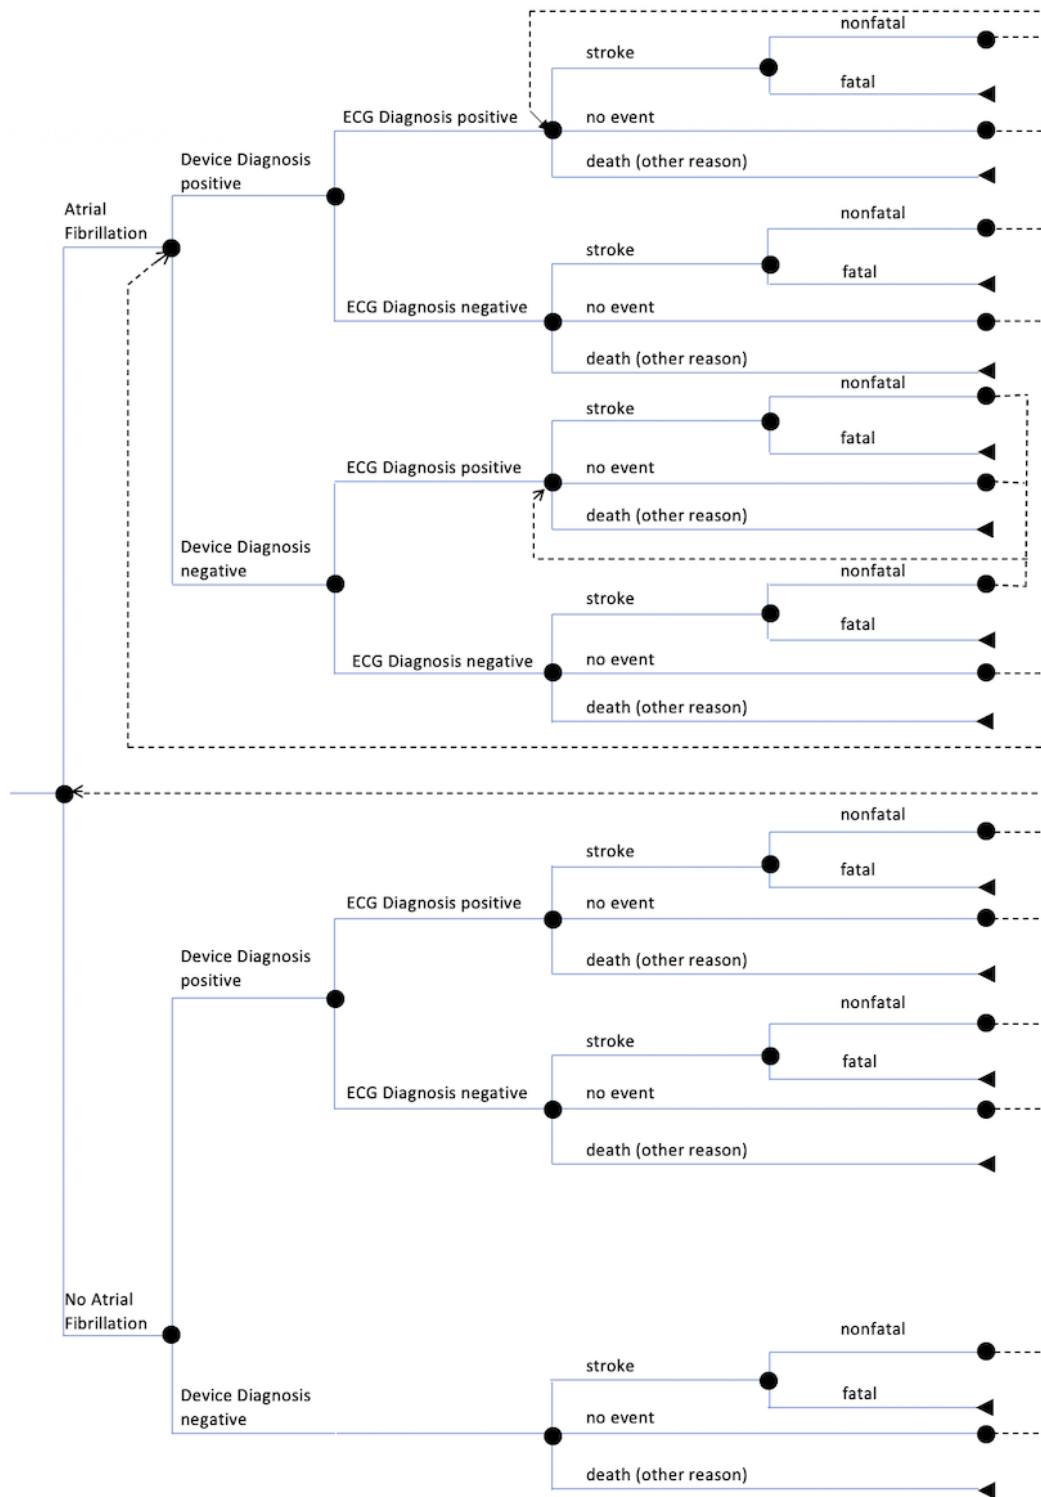 nonfatal
stroke
fatal
ECG Diagnosis positive
no event
Device Diagnosis
positive
death (other reason)
Atrial
Fibrillation
nonfatal
stroke
fatal
ECG Diagnosis negative
no event
death (other reason)
nonfatal
stroke
fatal
ECG Diagnosis positive
no event
death (other reason)
Device Diagnosis
negative
nonfatal
stroke
fatal
ECG Diagnosis negative
no event
death (other reason)
nonfatal
stroke
fatal
ECG Diagnosis positive
no event
Device Diagnosis
positive
death (other reason)
nonfatal
stroke
fatal
ECG Diagnosis negative
no event
death (other reason)
No Atrial
Fibrillation
nonfatal
stroke
fatal
Device Diagnosis
negative
no event
death (other reason)